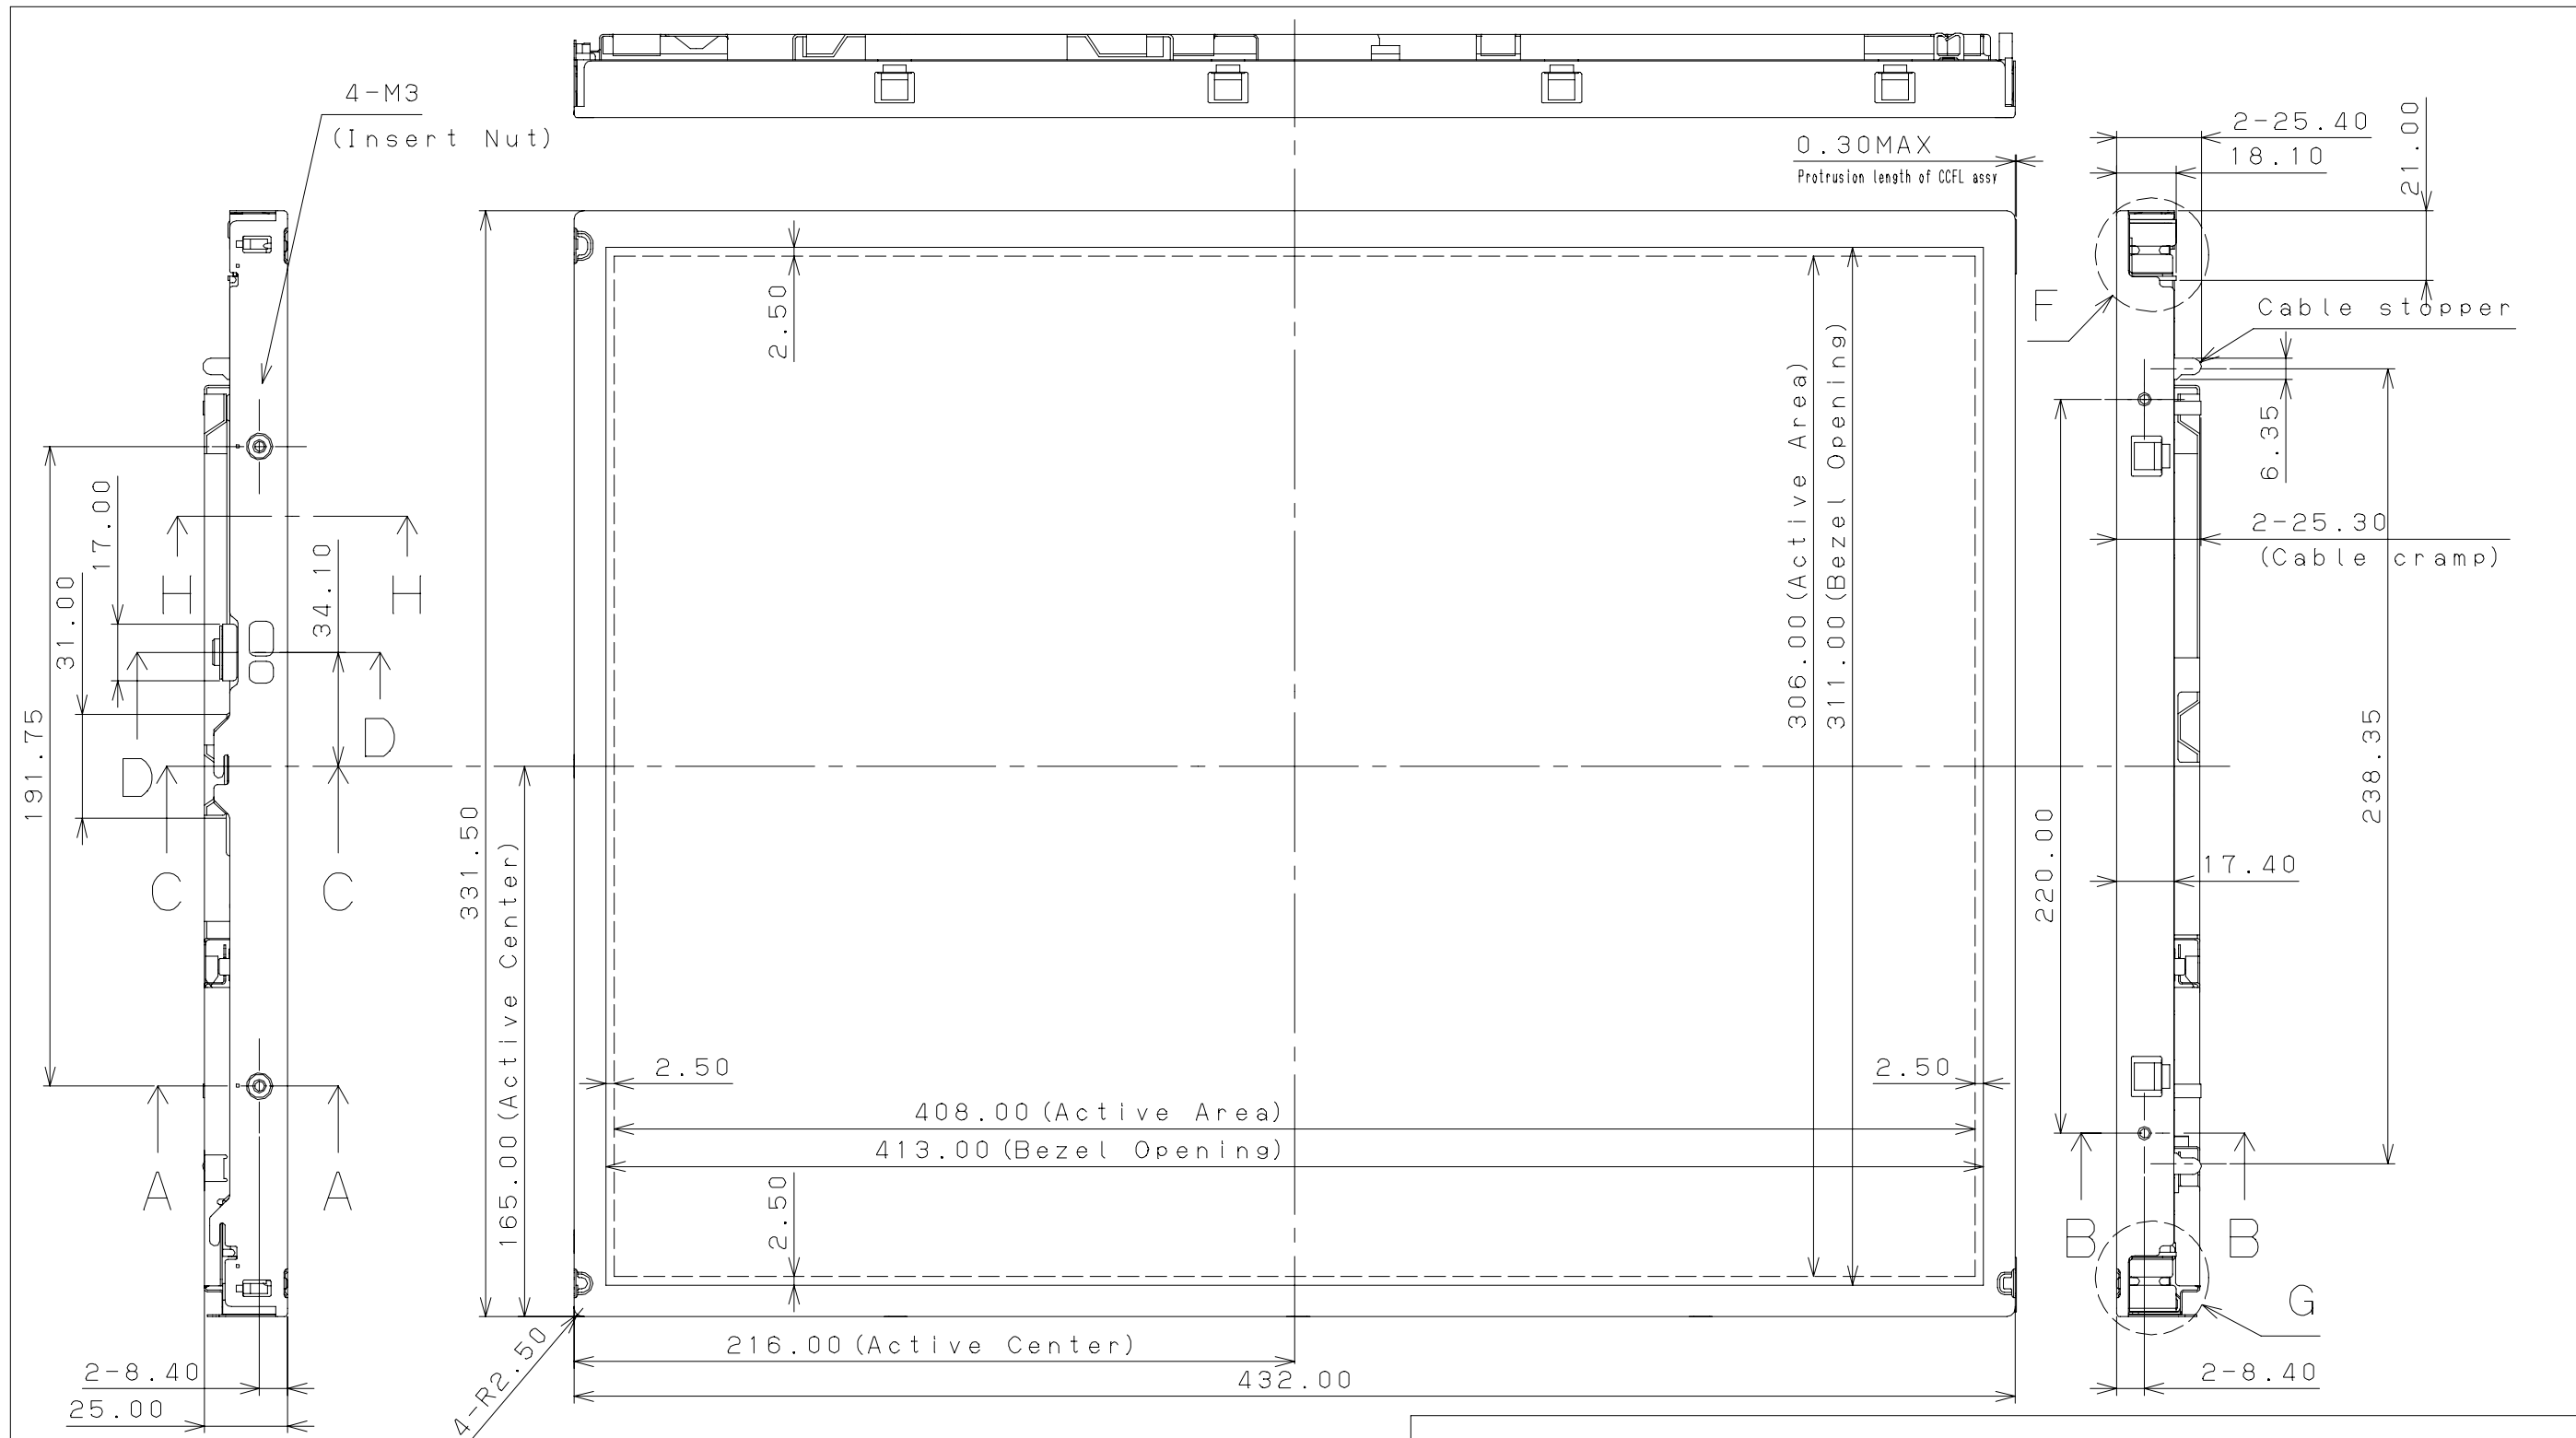 4-M3
(Insert Nut)
0.30MAX
Protrusion length of CCFL assy
2-25.40
18.10
21.00
F
Cable stopper
6.35
2-25.30
(Cable cramp)
2.50
306.00(Active Area)
311.00(Bezel Opening)
17.00
H
H
34.10
31.00
D
D
191.75
C
C
331.50
165.00(Active Center)
238.35
220.00
17.40
2.50
2.50
408.00(Active Area)
413.00(Bezel Opening)
A
A
2.50
B
B
G
216.00(Active Center)
432.00
4-R2.50
2-8.40
25.00
2-8.40